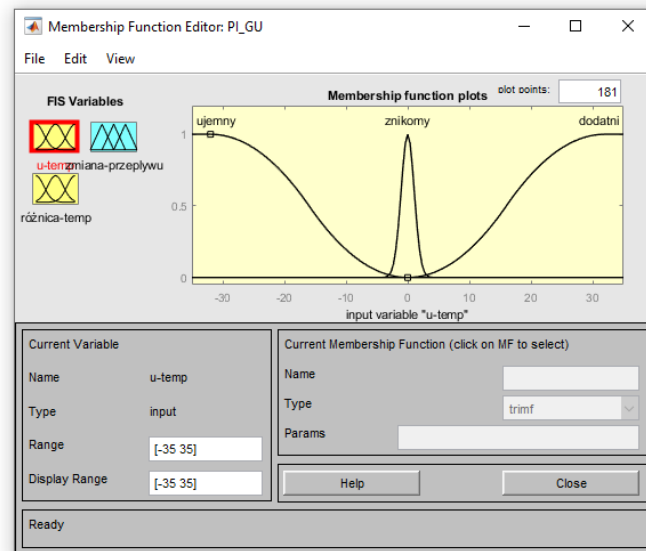 Membership Function Editor: PI_GU
File Edit View
FIS Variables
u-temp
zmiana-przepływu
różnica-temp
Membership function plots
plot points:
181
ujemny
znikomy
dodatni
1
0.5
0
-30 -20 -10 0 10 20 30
input variable "u-temp"
Current Variable
Name u-temp
Type input
Range [-35 35]
Display Range [-35 35]
Current Membership Function (click on MF to select)
Name
Type trimf
Params
Help Close
Ready